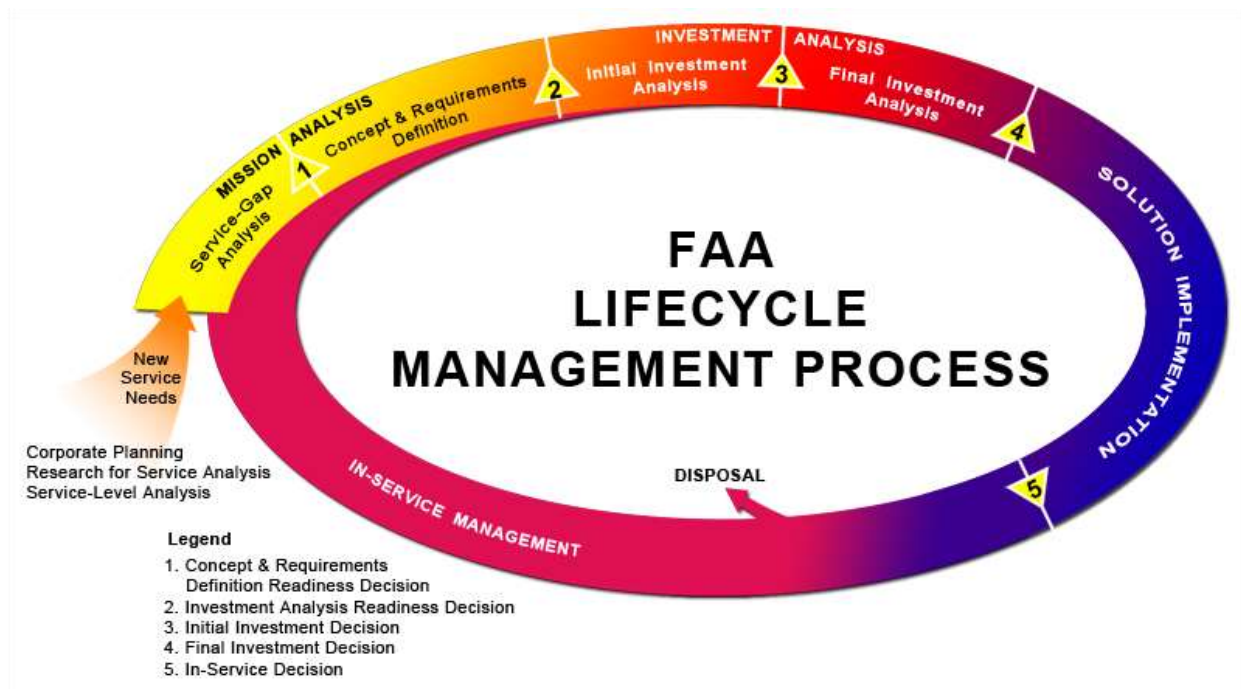 FAA
LIFECYCLE
MANAGEMENT PROCESS
MISSION ANALYSIS
Service-Gap
Analysis
1
Concept & Requirements
Definition
2
INVESTMENT ANALYSIS
Initial Investment
Analysis
3
Final Investment
Analysis
4
SOLUTION IMPLEMENTATION
5
IN-SERVICE MANAGEMENT
DISPOSAL
New
Service
Needs
Corporate Planning
Research for Service Analysis
Service-Level Analysis
Legend
1. Concept & Requirements
Definition Readiness Decision
2. Investment Analysis Readiness Decision
3. Initial Investment Decision
4. Final Investment Decision
5. In-Service Decision